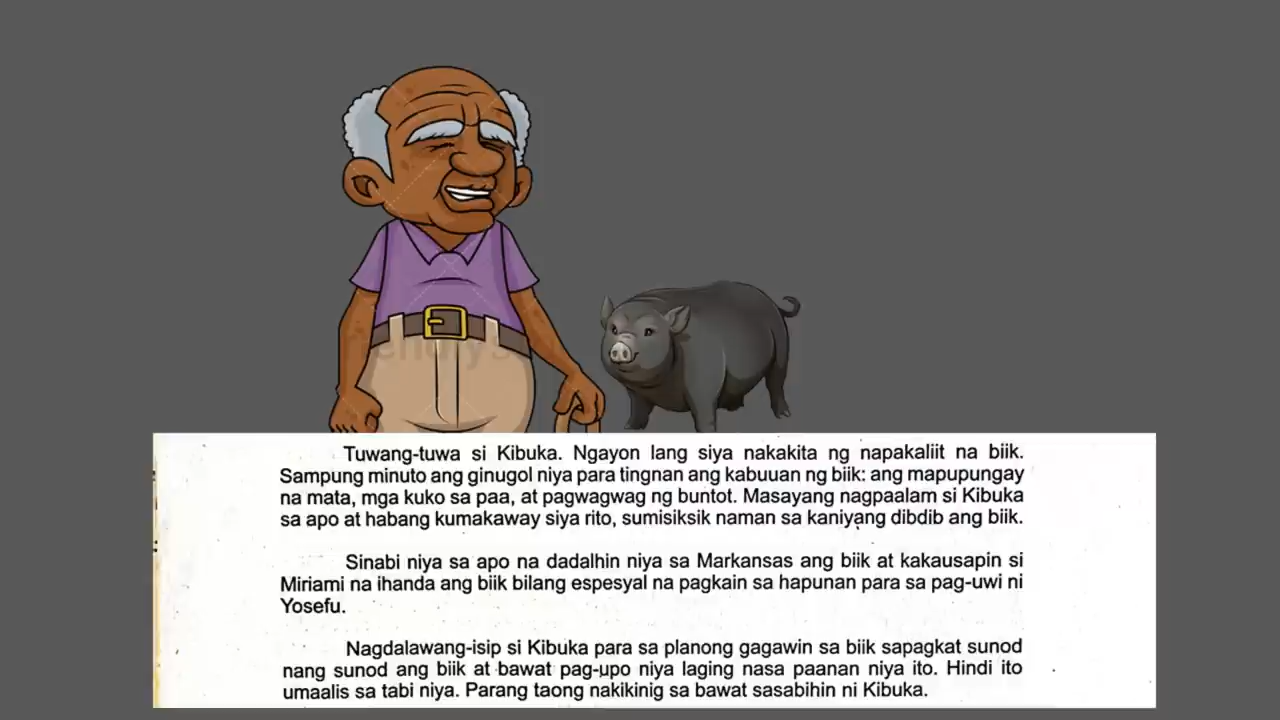 Tuwang-tuwa si Kibuka. Ngayon lang siya nakakita ng napakaliit na biik.
Sampung minuto ang ginugol niya para tingnan ang kabuuan ng biik: ang mapupungay
na mata, mga kuko sa paa, at pagwagwag ng buntot. Masayang nagpaalam si Kibuka
sa apo at habang kumakaway siya rito, sumisiksik naman sa kaniyang dibdib ang biik.
Sinabi niya sa apo na dadalhin niya sa Markansas ang biik at kakausapin si
Miriami na ihanda ang biik bilang espesyal na pagkain sa hapunan para sa pag-uwi ni
Yosefu.
Nagdalawang-isip si Kibuka para sa planong gagawin sa biik sapagkat sunod
nang sunod ang biik at bawat pag-upo niya laging nasa paanan niya ito. Hindi ito
umaalis sa tabi niya. Parang taong nakikinig sa bawat sasabihin ni Kibuka.